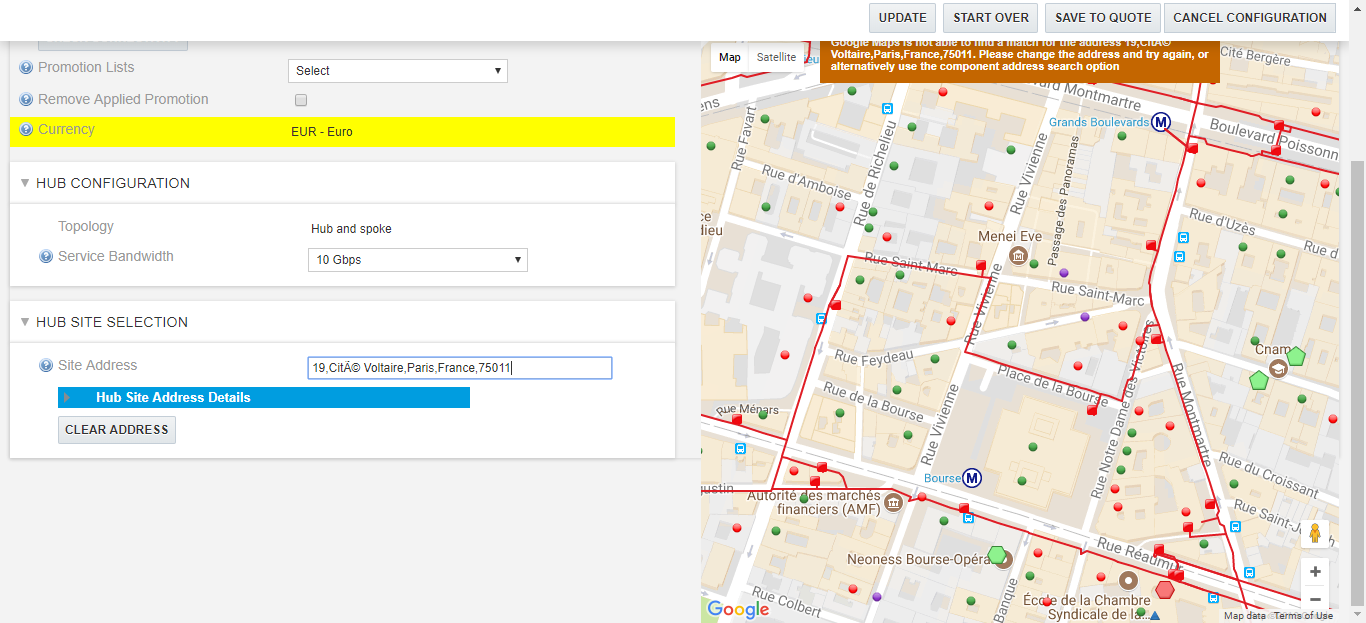 UPDATE
START OVER
SAVE TO QUOTE
CANCEL CONFIGURATION
Promotion Lists
Select
Remove Applied Promotion
Currency
EUR - Euro
HUB CONFIGURATION
Topology
Hub and spoke
Service Bandwidth
10 Gbps
HUB SITE SELECTION
Site Address
19,CitÃ© Voltaire,Paris,France,75011
Hub Site Address Details
CLEAR ADDRESS
Map
Satellite
Google Maps is not able to find a match for the address 19,CitÃ©
Voltaire,Paris,France,75011. Please change the address and try again, or
alternatively use the component address search option
Cité Bergère
Montmartre
Grands Boulevards
M
Boulevard Poissonn
Rue Favart
Rue de Richelieu
Rue Vivienne
Passage des Panoramas
Rue d'Amboise
Rue d'Uzès
Rue d
ce
dieu
Menei Eve
Rue Saint-Marc
Rue Saint-Marc
Rue Vivienne
Rue Feydeau
Cnam
Place de la Bourse
Rue Notre Dame des Victoires
Rue Montmartre
Rue de la Bourse
Rue Ménars
Rue Vivienne
Rue du Croissant
Bourse
M
ustin
Autorité des marchés
financiers (AMF)
Rue Réaumur
Neoness Bourse-Opéra
Banque
École de la Chambre
Syndicale de la...
Rue Colbert
Google
Map data
Terms of Use